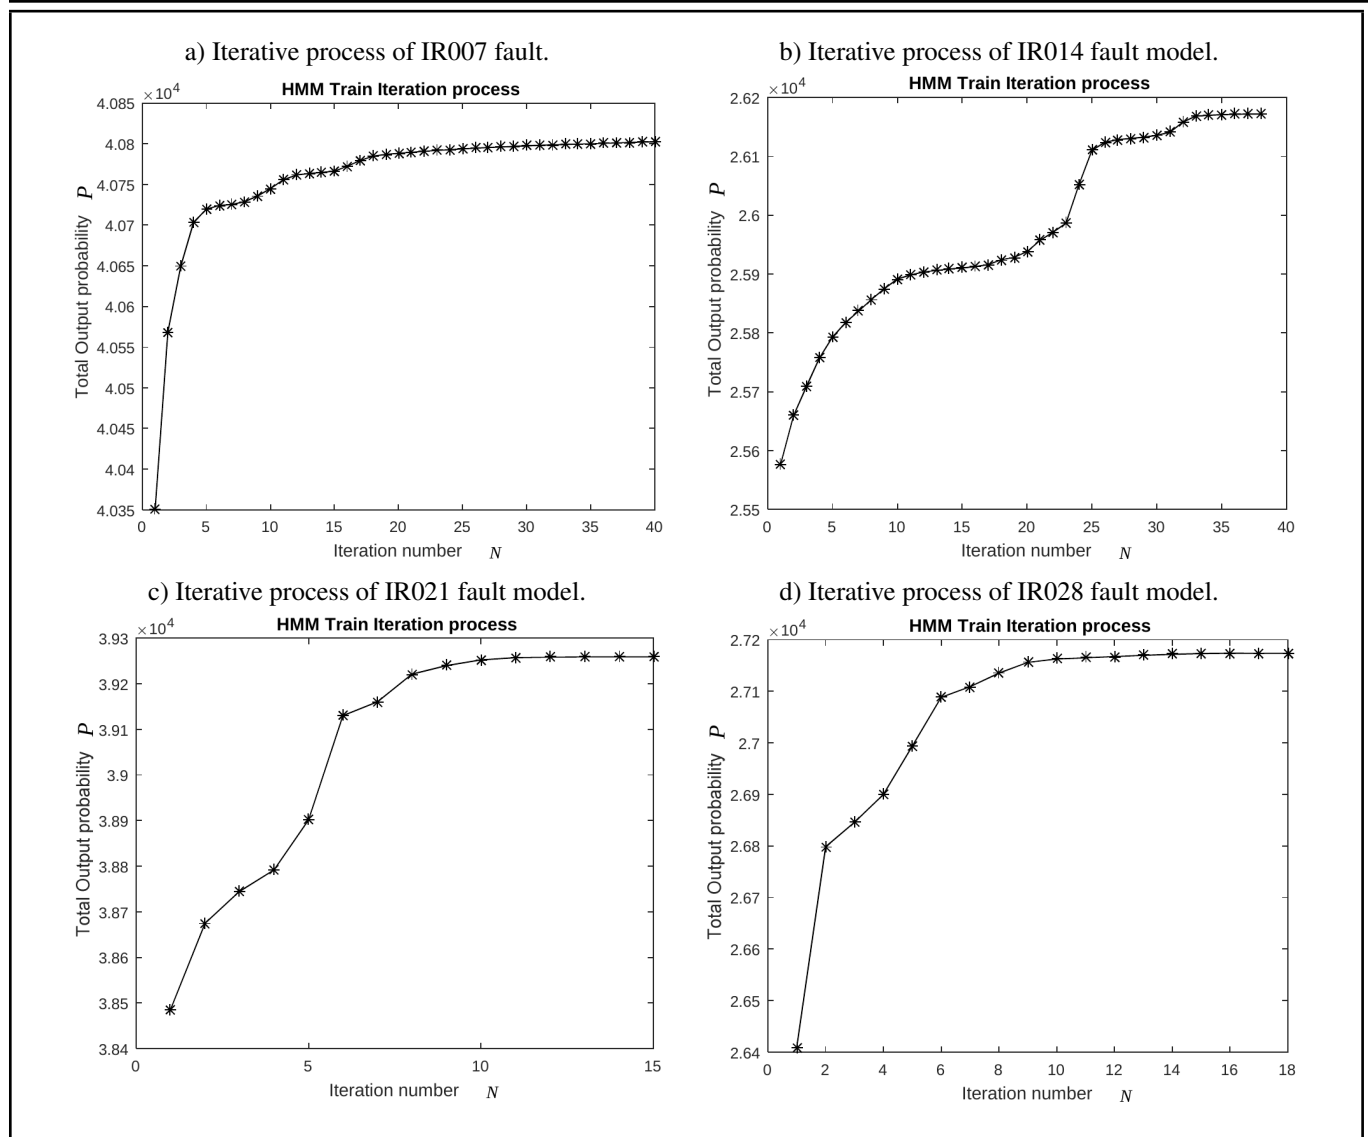 a) Iterative process of IR007 fault.
HMM Train Iteration process
×10⁴
4.085
4.08
4.075
4.07
4.065
4.06
4.055
4.05
4.045
4.04
4.035
Total Output probability P
0 5 10 15 20 25 30 35 40
Iteration number N
b) Iterative process of IR014 fault model.
HMM Train Iteration process
×10⁴
2.62
2.61
2.6
2.59
2.58
2.57
2.56
2.55
Total Output probability P
0 5 10 15 20 25 30 35 40
Iteration number N
c) Iterative process of IR021 fault model.
HMM Train Iteration process
×10⁴
3.93
3.92
3.91
3.9
3.89
3.88
3.87
3.86
3.85
3.84
Total Output probability P
0 5 10 15
Iteration number N
d) Iterative process of IR028 fault model.
HMM Train Iteration process
×10⁴
2.72
2.71
2.7
2.69
2.68
2.67
2.66
2.65
2.64
Total Output probability P
0 2 4 6 8 10 12 14 16 18
Iteration number N